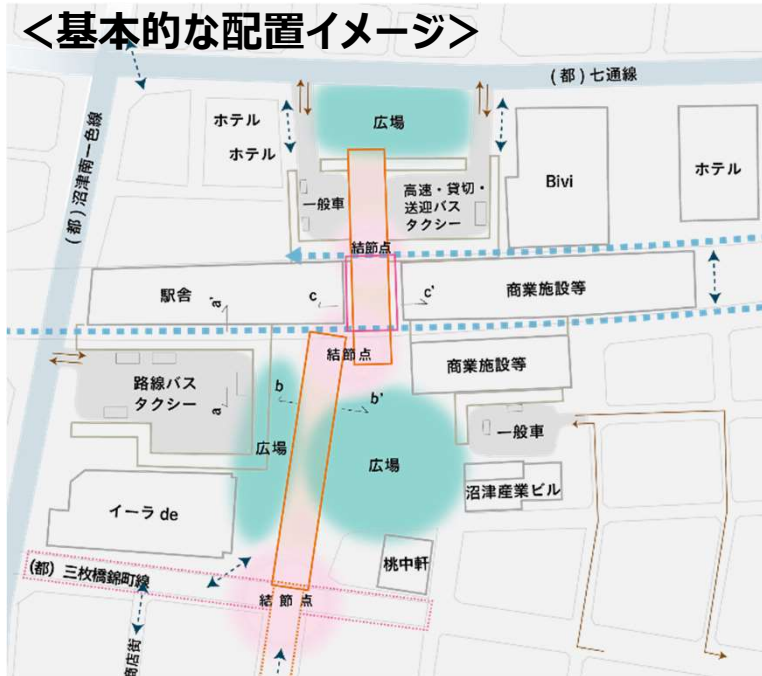 <基本的な配置イメージ>
(都)七通線
(都)沼津南一色線
ホテル
ホテル
広場
Bivi
ホテル
一般車
高速・貸切・
送迎バス
タクシー
結節点
駅舎
a'
c
c'
商業施設等
結節点
商業施設等
路線バス
タクシー
a
b
b'
広場
広場
一般車
沼津産業ビル
イーラde
桃中軒
(都)三枚橋錦町線
結節点
商店街